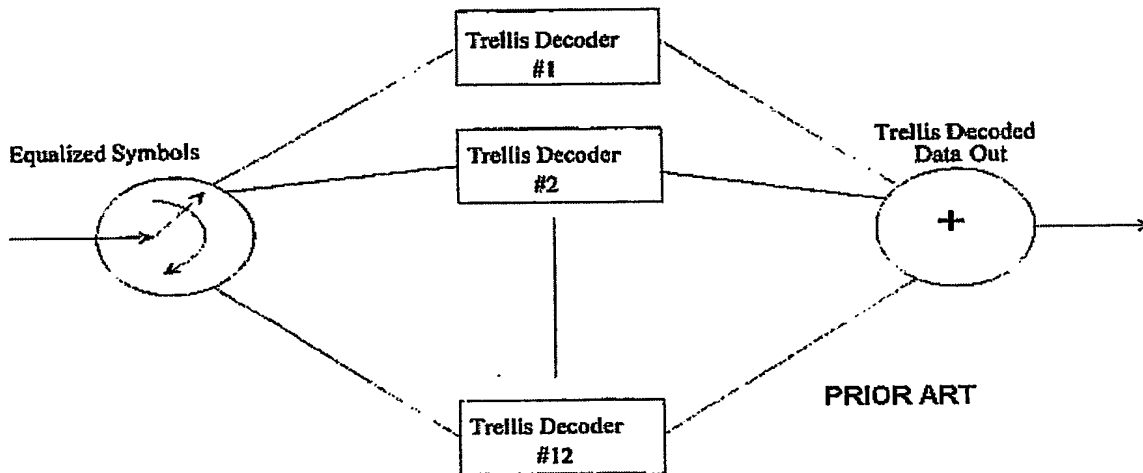 Trellis Decoder
#1
Equalized Symbols
Trellis Decoder
#2
Trellis Decoded
Data Out
+
PRIOR ART
Trellis Decoder
#12